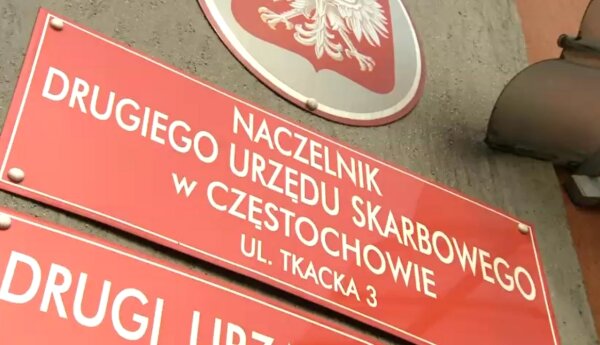 NACZELNIK
DRUGIEGO URZĘDU SKARBOWEGO
w CZĘSTOCHOWIE
UL. TKACKA 3
DRUGI